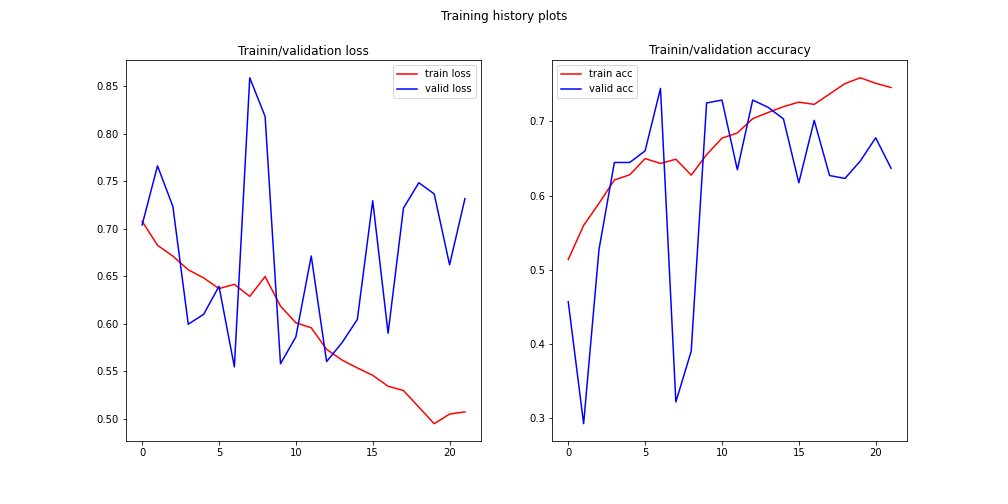 Training history plots
Trainin/validation loss
train loss
valid loss
0.85
0.80
0.75
0.70
0.65
0.60
0.55
0.50
0 5 10 15 20
Trainin/validation accuracy
train acc
valid acc
0.7
0.6
0.5
0.4
0.3
0 5 10 15 20